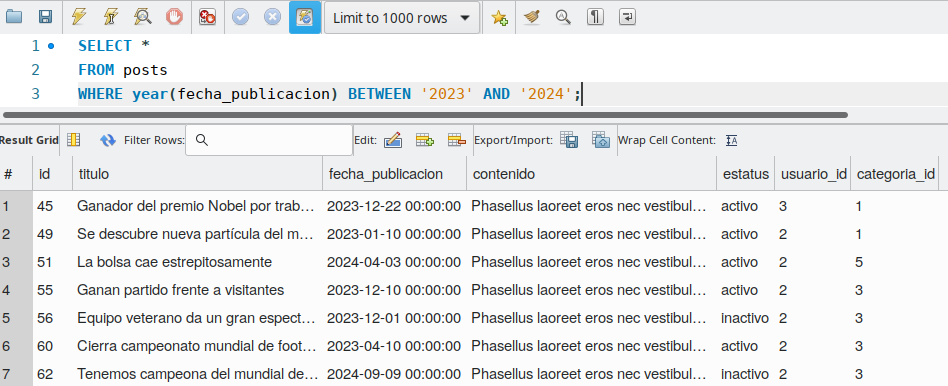 Limit to 1000 rows
1 SELECT *
2 FROM posts
3 WHERE year(fecha_publicacion) BETWEEN '2023' AND '2024';
Result Grid Filter Rows: Edit: Export/Import: Wrap Cell Content:
# id titulo fecha_publicacion contenido estatus usuario_id categoria_id
1 45 Ganador del premio Nobel por trab... 2023-12-22 00:00:00 Phasellus laoreet eros nec vestibul... activo 3 1
2 49 Se descubre nueva partícula del m... 2023-01-10 00:00:00 Phasellus laoreet eros nec vestibul... activo 2 1
3 51 La bolsa cae estrepitosamente 2024-04-03 00:00:00 Phasellus laoreet eros nec vestibul... activo 2 5
4 55 Ganan partido frente a visitantes 2023-12-10 00:00:00 Phasellus laoreet eros nec vestibul... activo 2 3
5 56 Equipo veterano da un gran espect... 2023-12-01 00:00:00 Phasellus laoreet eros nec vestibul... inactivo 2 3
6 60 Cierra campeonato mundial de foot... 2023-04-10 00:00:00 Phasellus laoreet eros nec vestibul... activo 2 3
7 62 Tenemos campeona del mundial de... 2024-09-09 00:00:00 Phasellus laoreet eros nec vestibul... inactivo 2 3